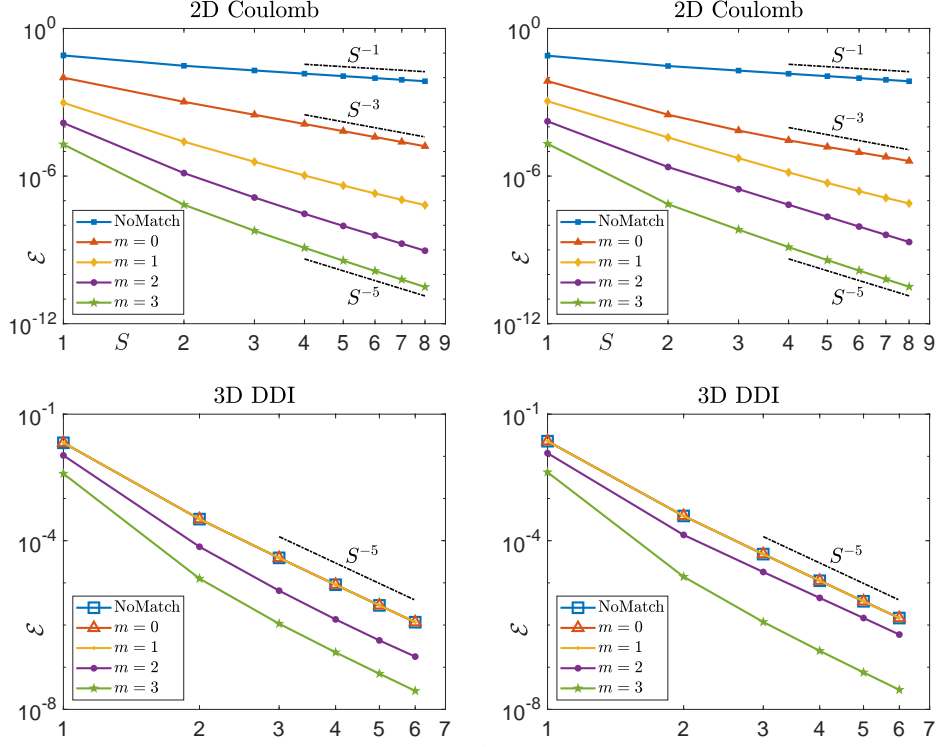 2D Coulomb
10^0
S^{-1}
S^{-3}
10^{-6}
NoMatch
m = 0
m = 1
m = 2
m = 3
ℰ
S^{-5}
10^{-12}
1 S 2 3 4 5 6 7 8 9
2D Coulomb
10^0
S^{-1}
S^{-3}
10^{-6}
NoMatch
m = 0
m = 1
m = 2
m = 3
ℰ
S^{-5}
10^{-12}
1 S 2 3 4 5 6 7 8 9
3D DDI
10^{-1}
10^{-4}
S^{-5}
NoMatch
m = 0
m = 1
m = 2
m = 3
ℰ
10^{-8}
1 2 3 4 5 6 7
3D DDI
10^{-1}
10^{-4}
S^{-5}
NoMatch
m = 0
m = 1
m = 2
m = 3
ℰ
10^{-8}
1 2 3 4 5 6 7